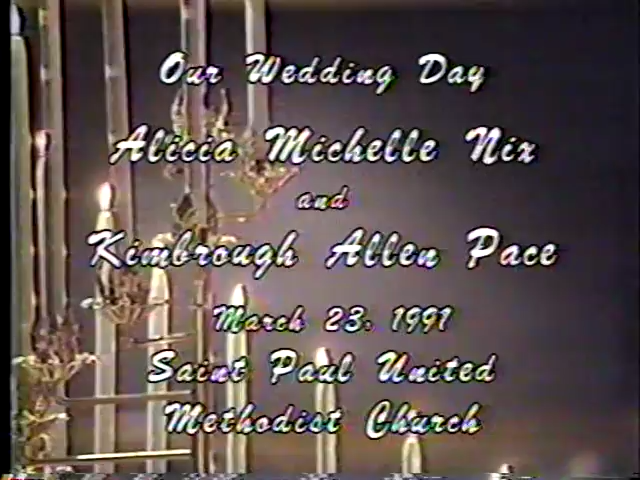 Our Wedding Day
Alicia Michelle Nix
and
Kimbrough Allen Pace
March 23, 1991
Saint Paul United
Methodist Church